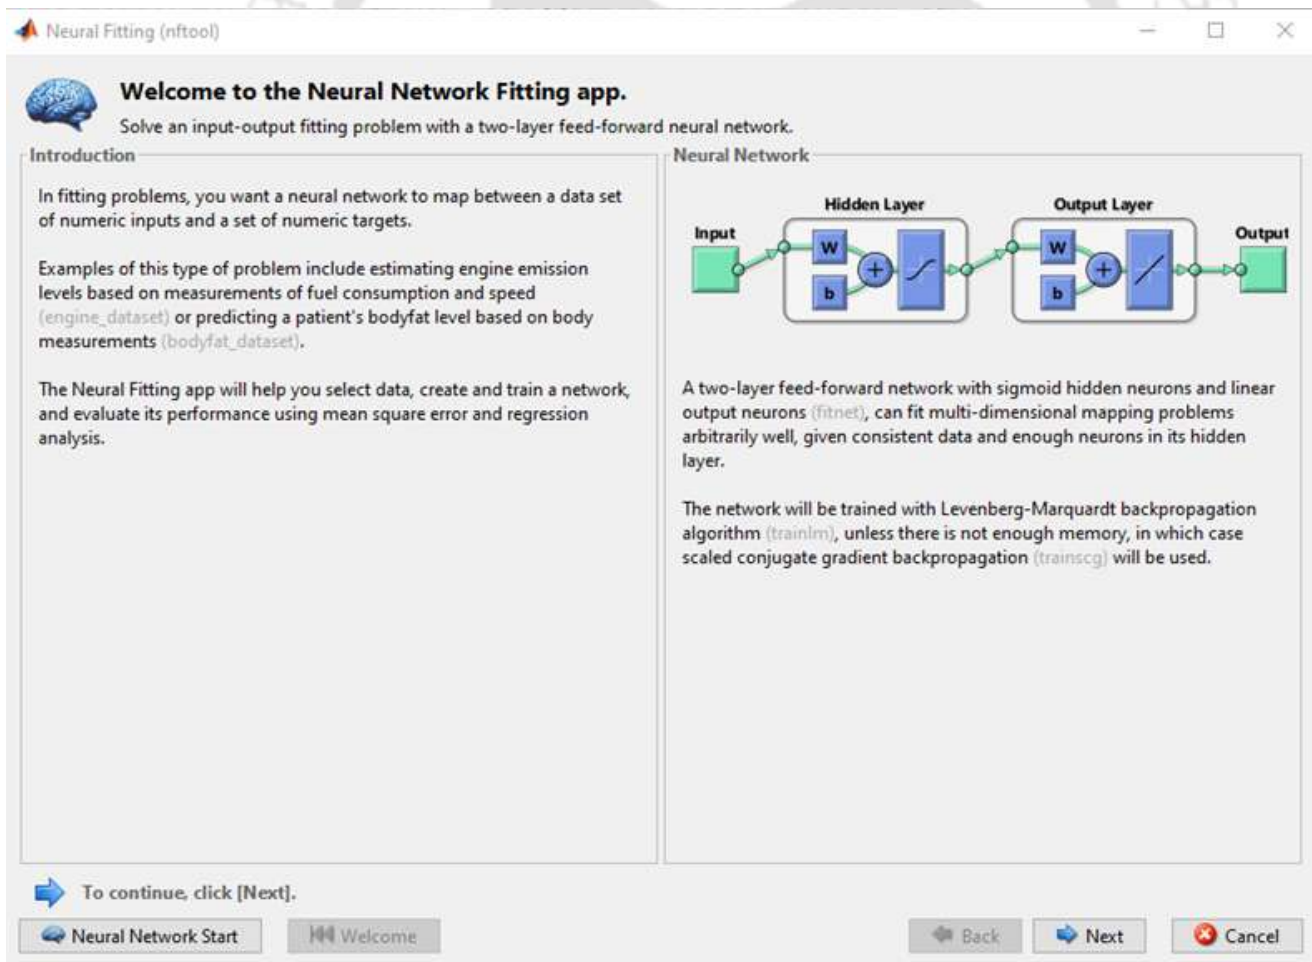 Neural Fitting (nftool)
Welcome to the Neural Network Fitting app.
Solve an input-output fitting problem with a two-layer feed-forward neural network.
Introduction
In fitting problems, you want a neural network to map between a data set
of numeric inputs and a set of numeric targets.
Examples of this type of problem include estimating engine emission
levels based on measurements of fuel consumption and speed
(engine_dataset) or predicting a patient's bodyfat level based on body
measurements (bodyfat_dataset).
The Neural Fitting app will help you select data, create and train a network,
and evaluate its performance using mean square error and regression
analysis.
Neural Network
Hidden Layer
Output Layer
Input
Output
W
b
+
W
b
+
A two-layer feed-forward network with sigmoid hidden neurons and linear
output neurons (fitnet), can fit multi-dimensional mapping problems
arbitrarily well, given consistent data and enough neurons in its hidden
layer.
The network will be trained with Levenberg-Marquardt backpropagation
algorithm (trainlm), unless there is not enough memory, in which case
scaled conjugate gradient backpropagation (trainscg) will be used.
To continue, click [Next].
Neural Network Start
Welcome
Back
Next
Cancel